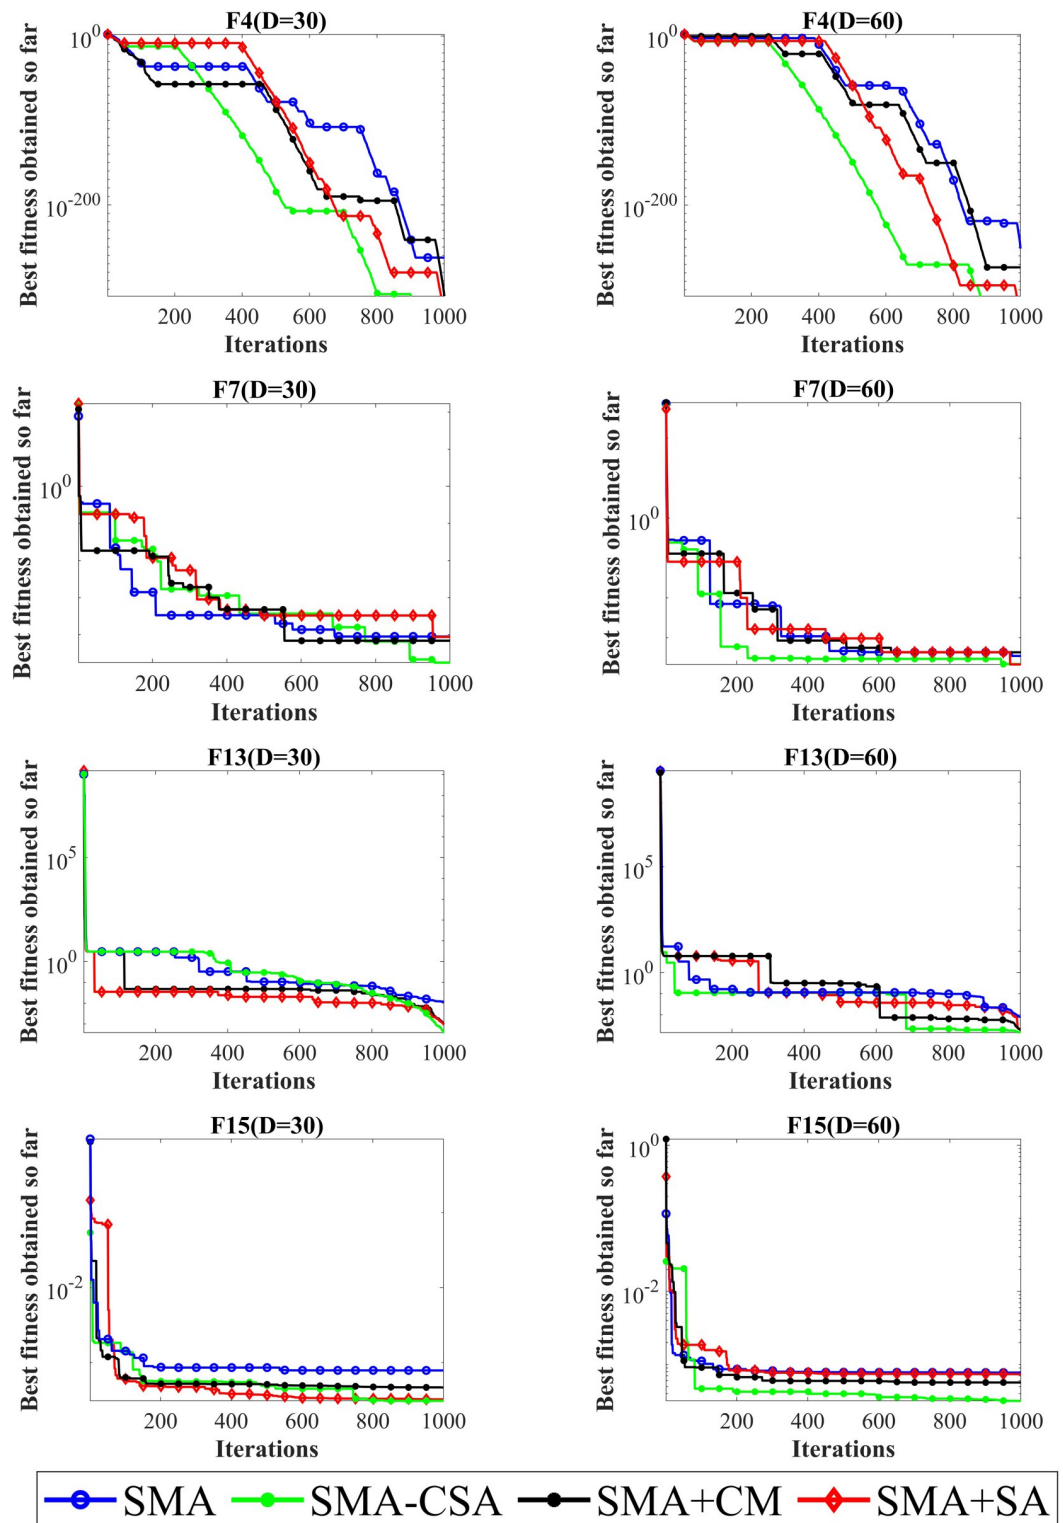 F4(D=30)
Best fitness obtained so far
10^0
10^-200
200 400 600 800 1000
Iterations
F4(D=60)
Best fitness obtained so far
10^0
10^-200
200 400 600 800 1000
Iterations
F7(D=30)
Best fitness obtained so far
10^0
200 400 600 800 1000
Iterations
F7(D=60)
Best fitness obtained so far
10^0
200 400 600 800 1000
Iterations
F13(D=30)
Best fitness obtained so far
10^5
10^0
200 400 600 800 1000
Iterations
F13(D=60)
Best fitness obtained so far
10^5
10^0
200 400 600 800 1000
Iterations
F15(D=30)
Best fitness obtained so far
10^-2
200 400 600 800 1000
Iterations
F15(D=60)
Best fitness obtained so far
10^0
10^-2
200 400 600 800 1000
Iterations
SMA SMA-CSA SMA+CM SMA+SA